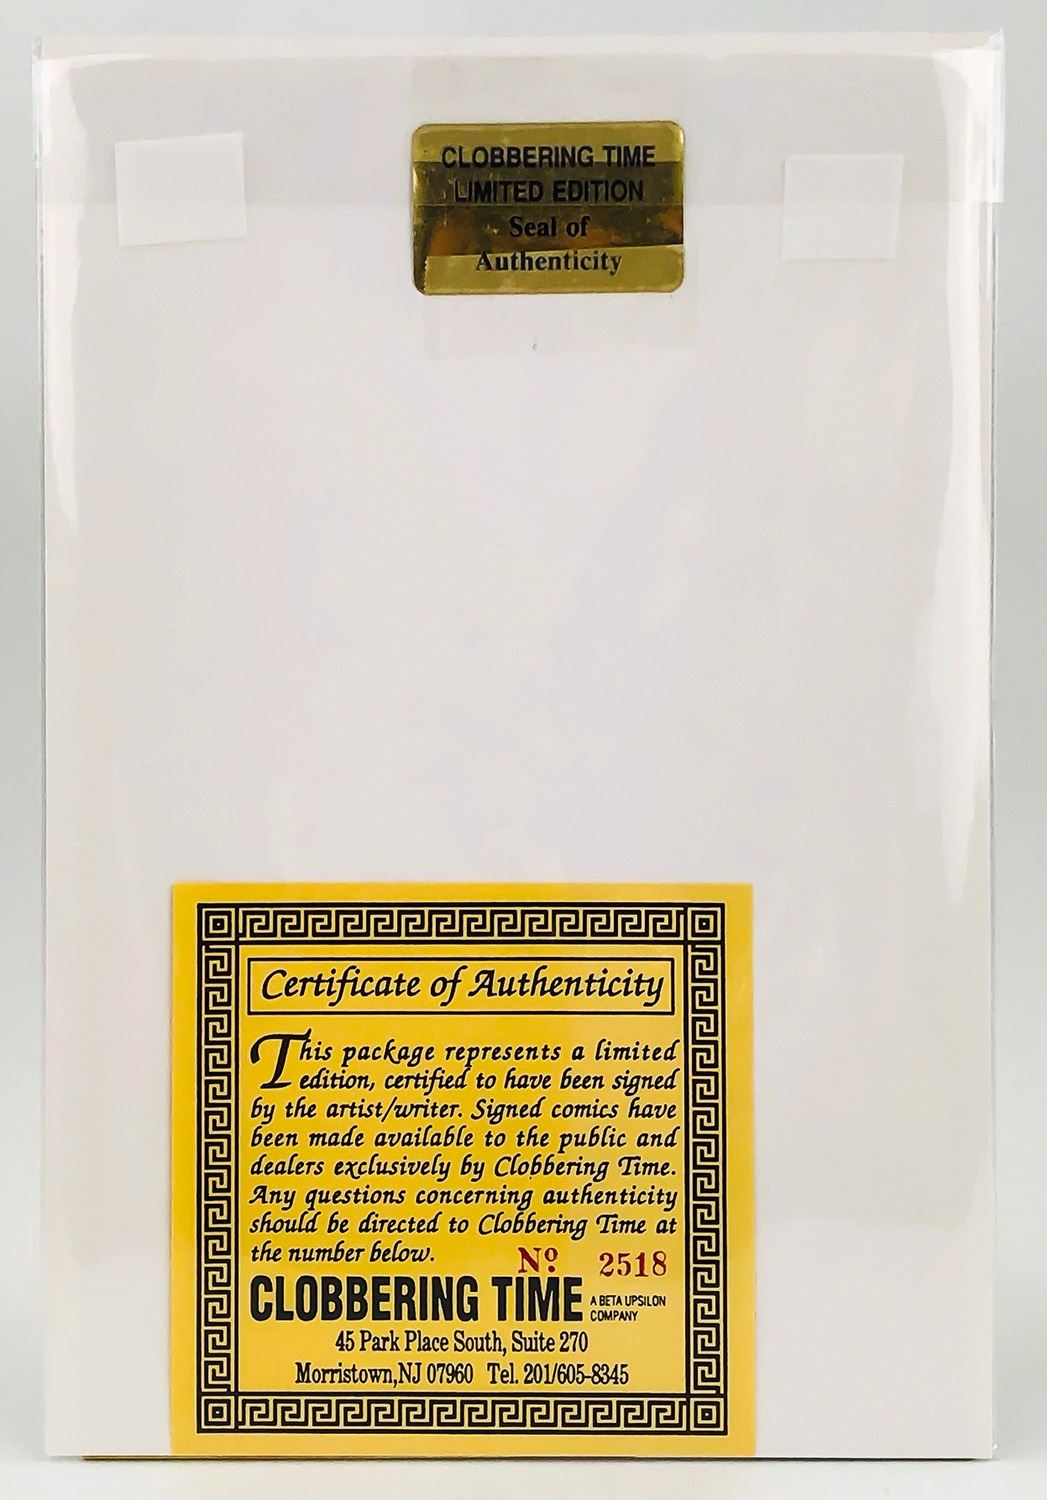 CLOBBERING TIME
LIMITED EDITION
Seal of
Authenticity
Certificate of Authenticity
This package represents a limited
edition, certified to have been signed
by the artist/writer. Signed comics have
been made available to the public and
dealers exclusively by Clobbering Time.
Any questions concerning authenticity
should be directed to Clobbering Time at
the number below.
Nº 2518
CLOBBERING TIME A BETA UPSILON
COMPANY
45 Park Place South, Suite 270
Morristown,NJ 07960 Tel. 201/605-8345